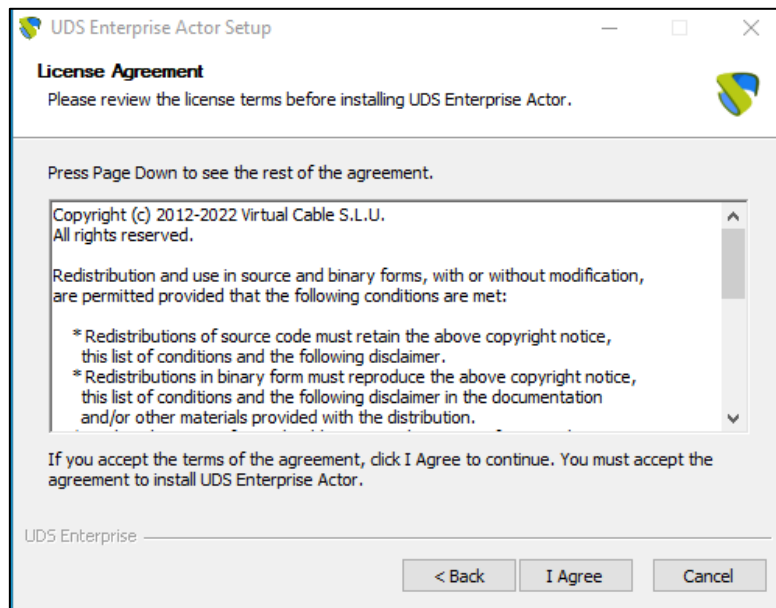 UDS Enterprise Actor Setup
License Agreement
Please review the license terms before installing UDS Enterprise Actor.
Press Page Down to see the rest of the agreement.
Copyright (c) 2012-2022 Virtual Cable S.L.U.
All rights reserved.
Redistribution and use in source and binary forms, with or without modification,
are permitted provided that the following conditions are met:
* Redistributions of source code must retain the above copyright notice,
this list of conditions and the following disclaimer.
* Redistributions in binary form must reproduce the above copyright notice,
this list of conditions and the following disclaimer in the documentation
and/or other materials provided with the distribution.
If you accept the terms of the agreement, click I Agree to continue. You must accept the
agreement to install UDS Enterprise Actor.
UDS Enterprise
< Back
I Agree
Cancel